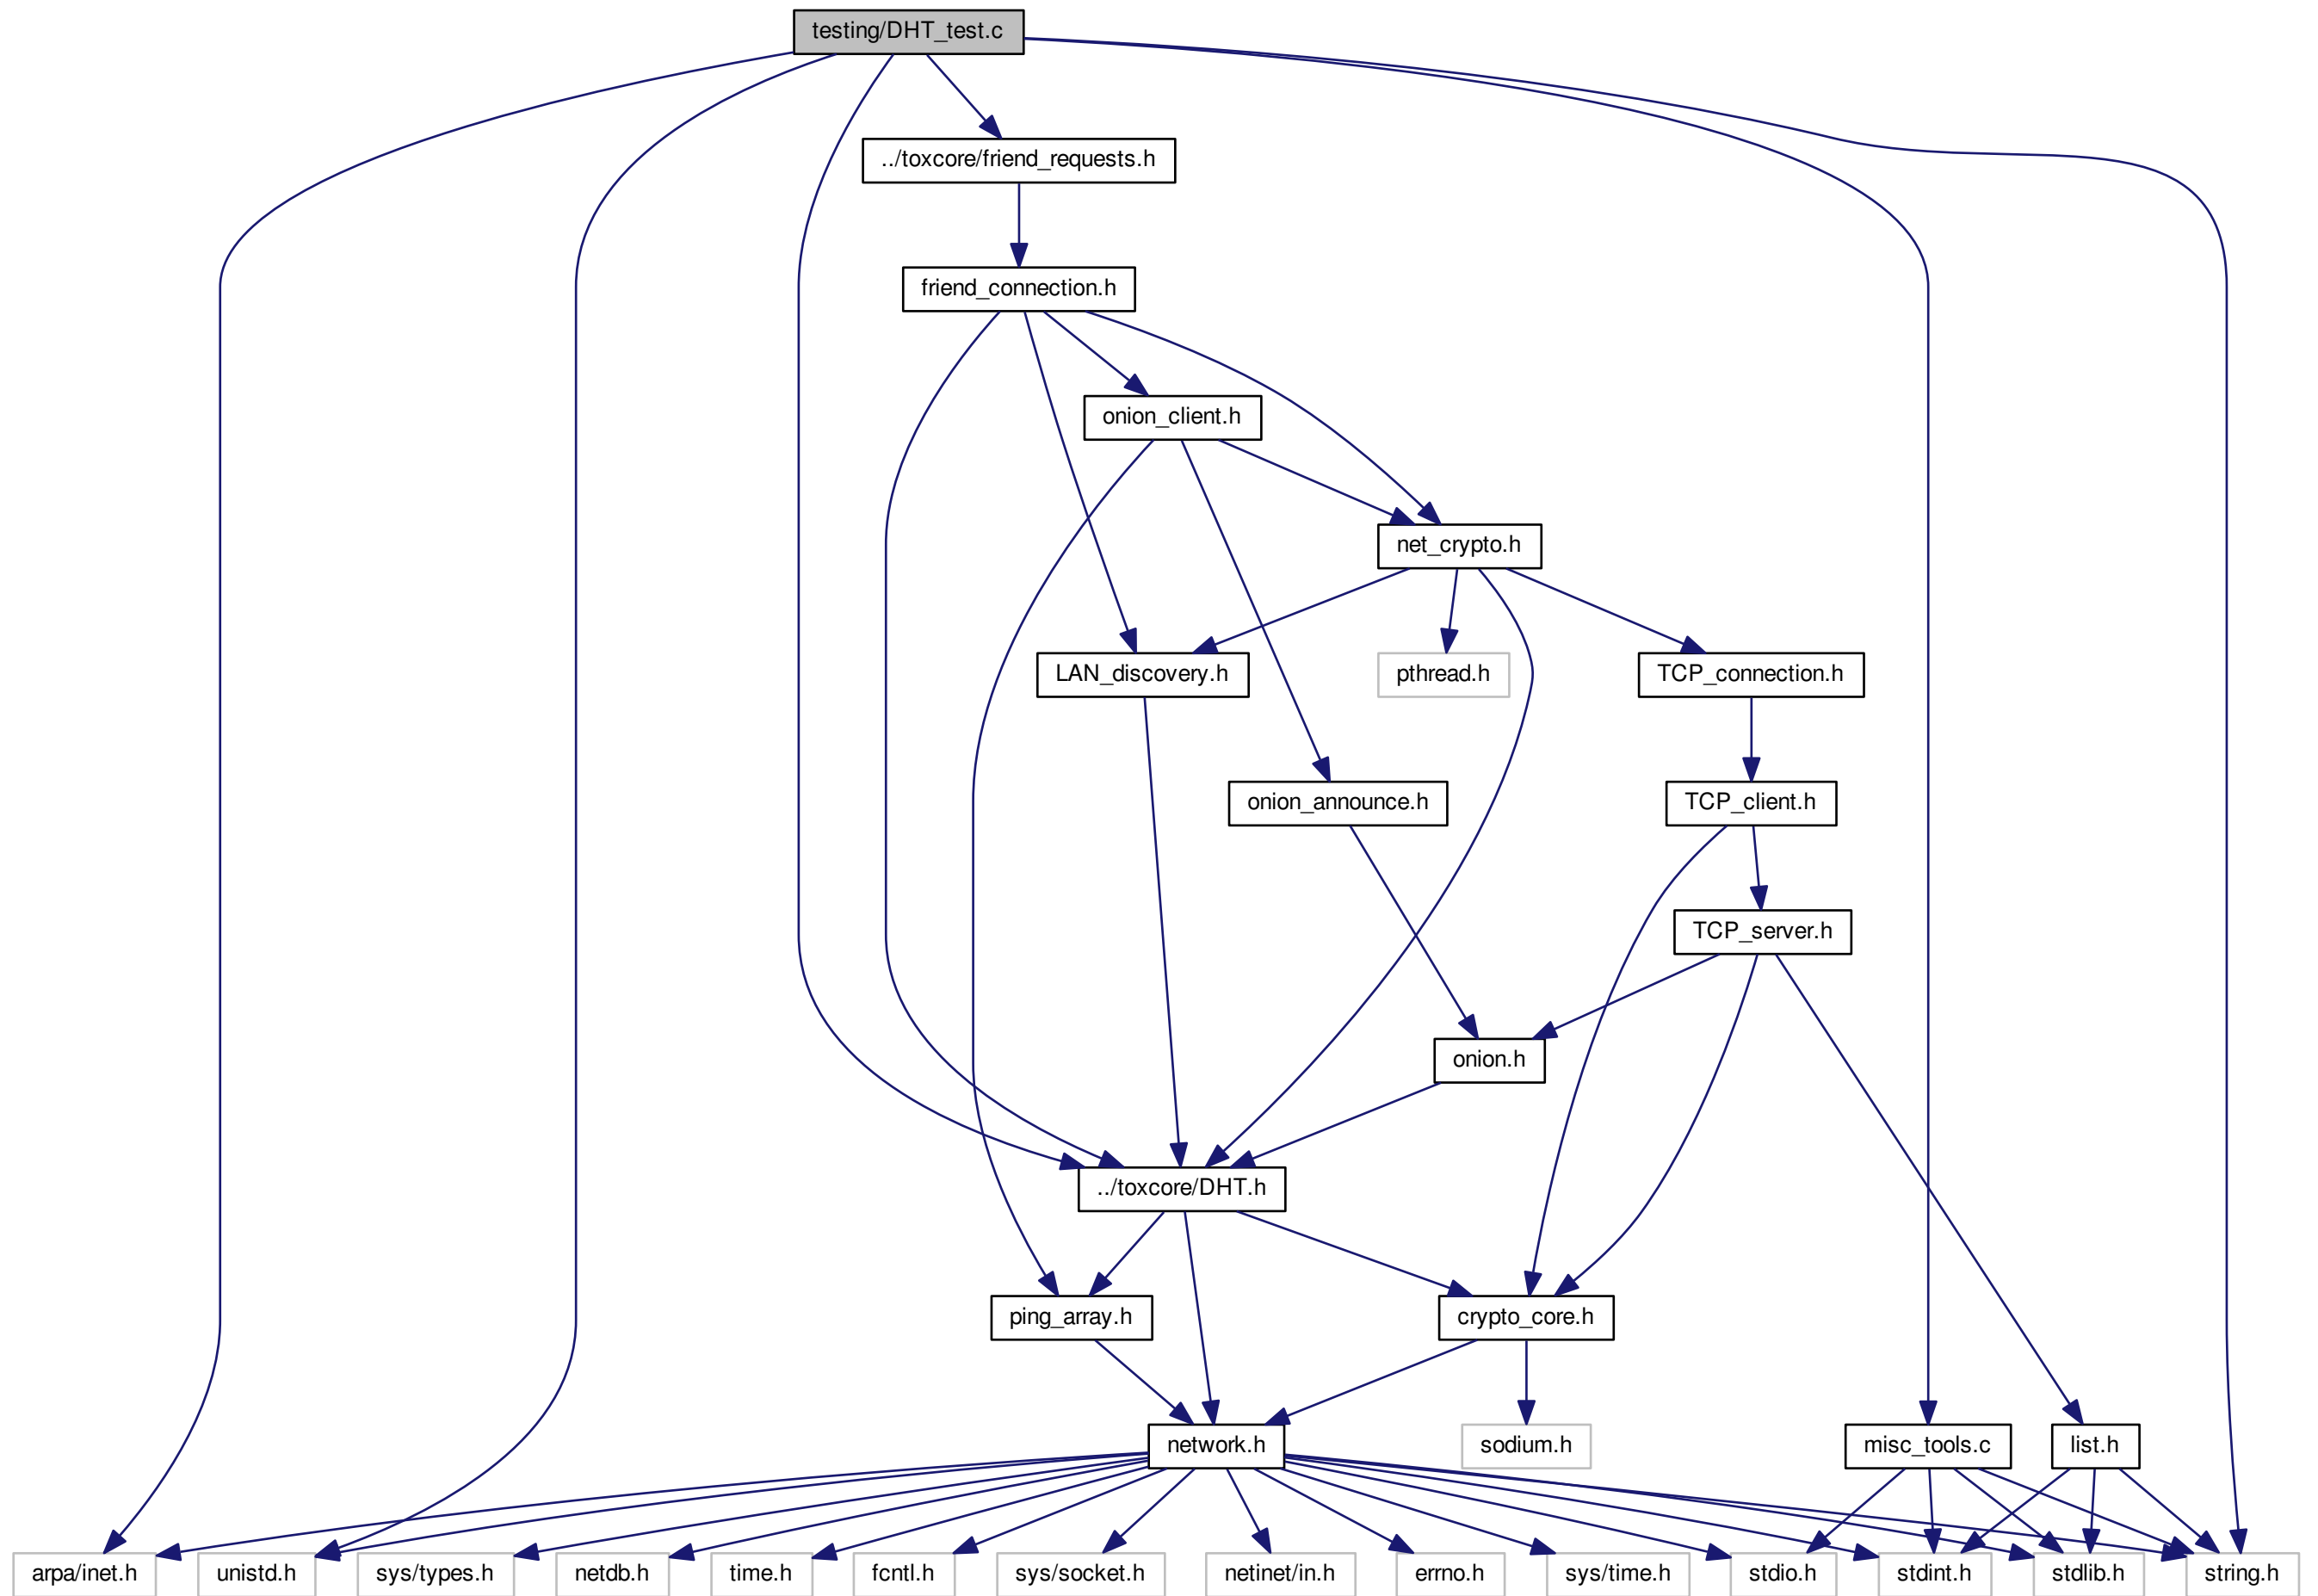 testing/DHT_test.c
../toxcore/friend_requests.h
friend_connection.h
onion_client.h
net_crypto.h
LAN_discovery.h
pthread.h
TCP_connection.h
onion_announce.h
TCP_client.h
TCP_server.h
onion.h
../toxcore/DHT.h
ping_array.h
crypto_core.h
network.h
sodium.h
misc_tools.c
list.h
arpa/inet.h
unistd.h
sys/types.h
netdb.h
time.h
fcntl.h
sys/socket.h
netinet/in.h
errno.h
sys/time.h
stdio.h
stdint.h
stdlib.h
string.h